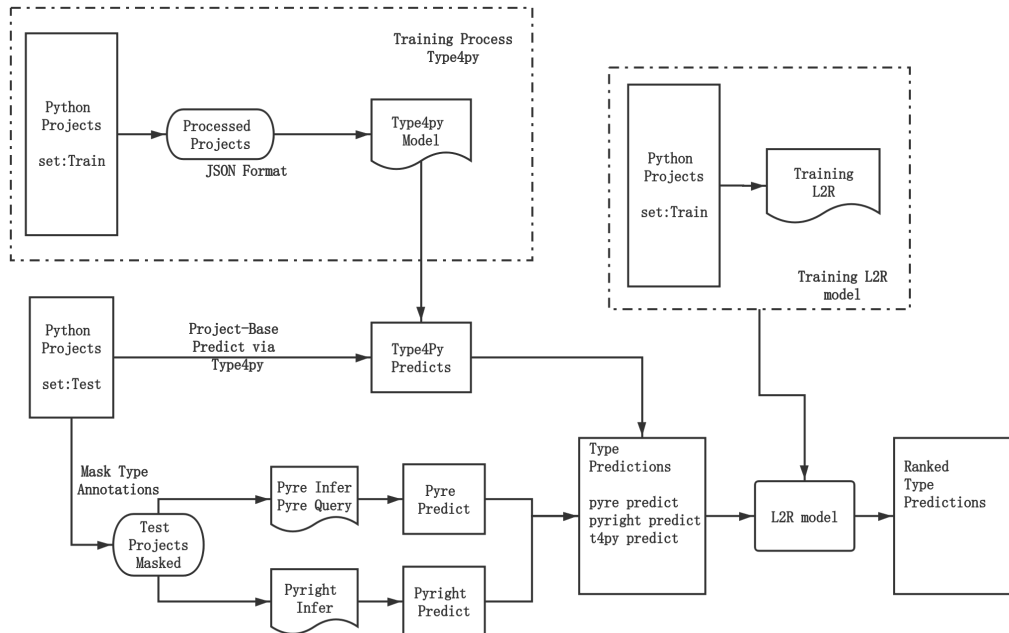 Training Process
Type4py
Python
Projects
set:Train
Processed
Projects
JSON Format
Type4py
Model
Python
Projects
set:Train
Training
L2R
Training L2R
model
Python
Projects
set:Test
Project-Base
Predict via
Type4py
Type4Py
Predicts
Mask Type
Annotations
Test
Projects
Masked
Pyre Infer
Pyre Query
Pyre
Predict
Pyright
Infer
Pyright
Predict
Type
Predictions
pyre predict
pyright predict
t4py predict
L2R model
Ranked
Type
Predictions